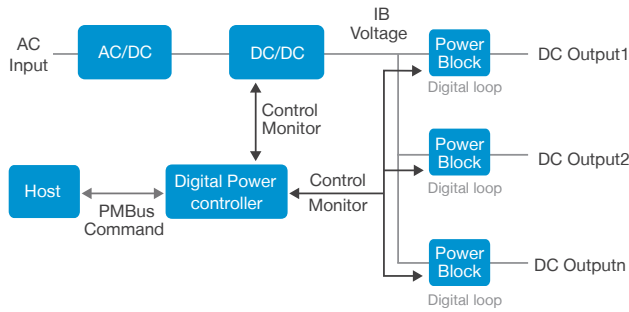 IB
Voltage
AC
Input
AC/DC
DC/DC
Power
Block
DC Output1
Digital loop
Control
Monitor
Power
Block
DC Output2
Digital loop
Host
PMBus
Command
Digital Power
controller
Control
Monitor
Power
Block
DC Outputn
Digital loop